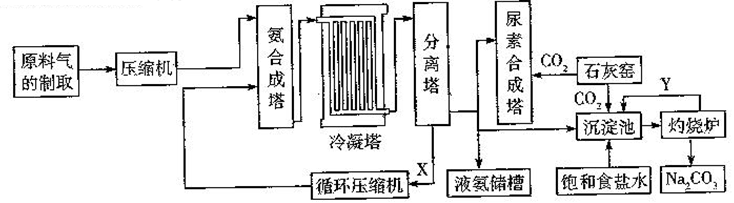 原料气
的制取
压缩机
氨合成塔
冷凝塔
分离塔
尿素合成塔
CO₂
石灰窑
CO₂
Y
沉淀池
灼烧炉
X
循环压缩机
液氨储槽
饱和食盐水
Na₂CO₃